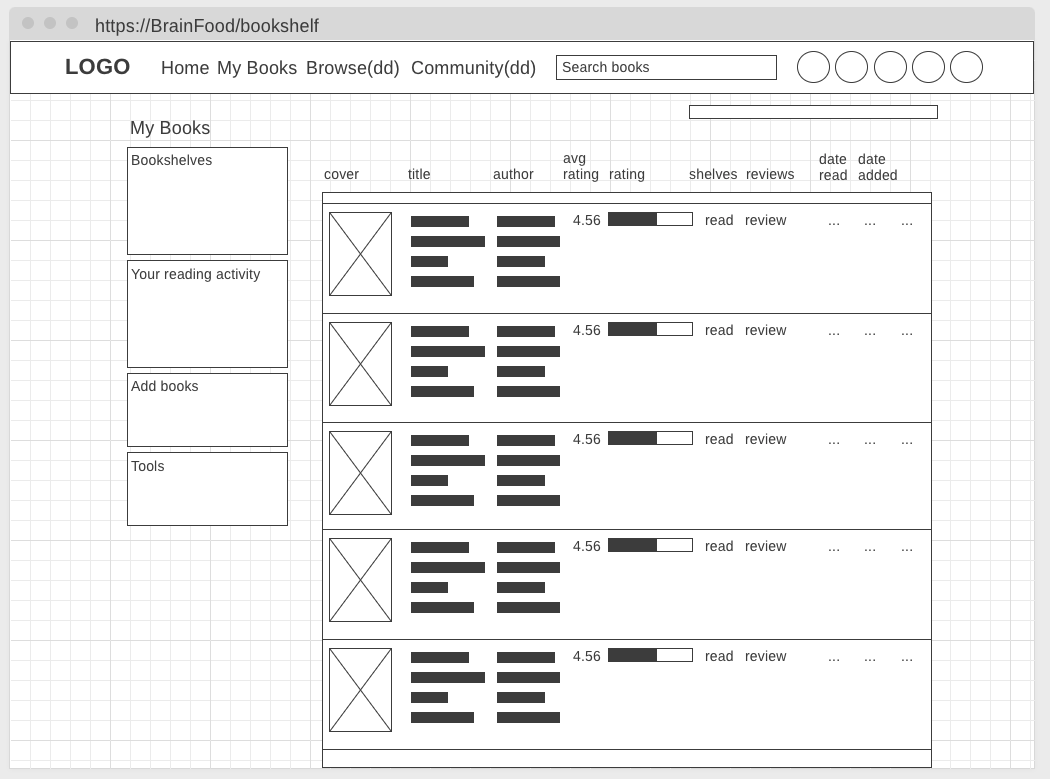 https://BrainFood/bookshelf
LOGO Home My Books Browse(dd) Community(dd) Search books
My Books
Bookshelves
Your reading activity
Add books
Tools
cover title author avg rating rating shelves reviews date read date added
4.56 read review ... ... ...
4.56 read review ... ... ...
4.56 read review ... ... ...
4.56 read review ... ... ...
4.56 read review ... ... ...